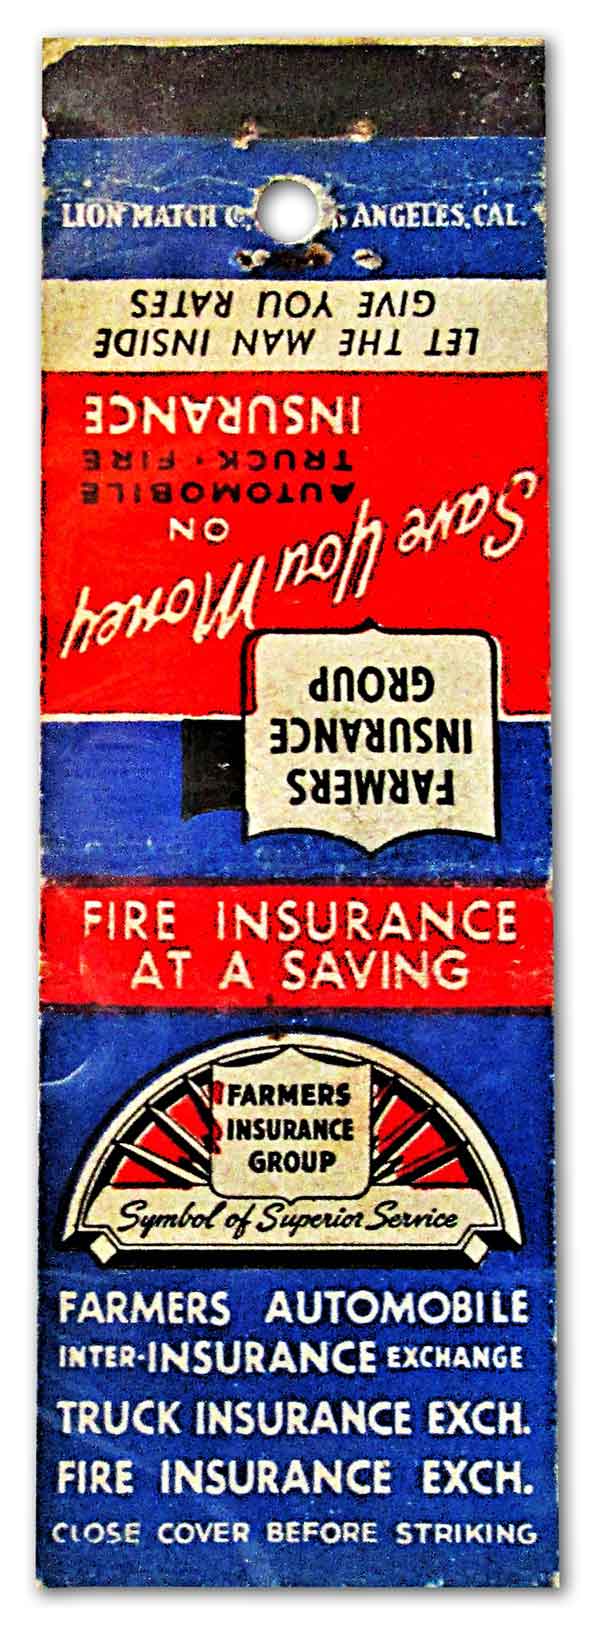 LION MATCH CO., ANGELES, CAL.
LET THE MAN INSIDE
GIVE YOU RATES
Save You Money
ON
AUTOMOBILE
TRUCK · FIRE
INSURANCE
FARMERS
INSURANCE
GROUP
FIRE INSURANCE
AT A SAVING
FARMERS
INSURANCE
GROUP
Symbol of Superior Service
FARMERS AUTOMOBILE
INTER-INSURANCE EXCHANGE
TRUCK INSURANCE EXCH.
FIRE INSURANCE EXCH.
CLOSE COVER BEFORE STRIKING